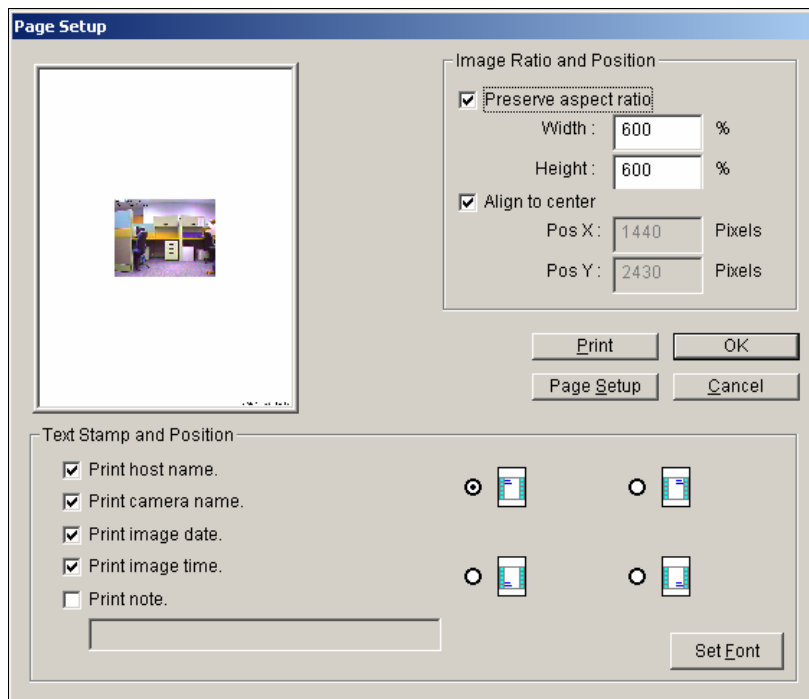 Page Setup
Image Ratio and Position
Preserve aspect ratio
Width : 600 %
Height : 600 %
Align to center
Pos X : 1440 Pixels
Pos Y : 2430 Pixels
Print OK
Page Setup Cancel
Text Stamp and Position
Print host name.
Print camera name.
Print image date.
Print image time.
Print note.
Set Font